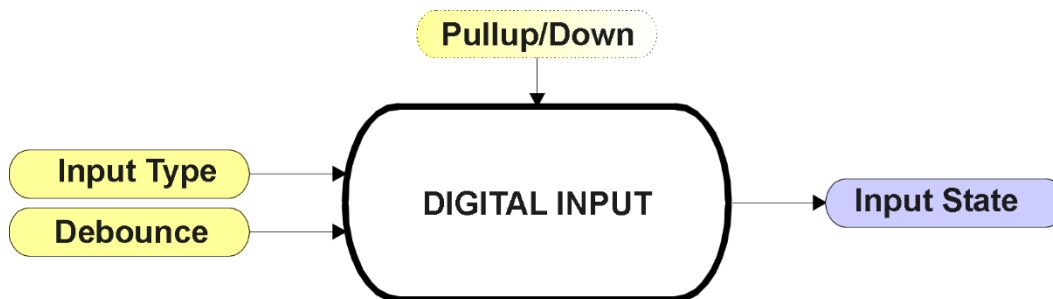 Pullup/Down
Input Type
Debounce
DIGITAL INPUT
Input State